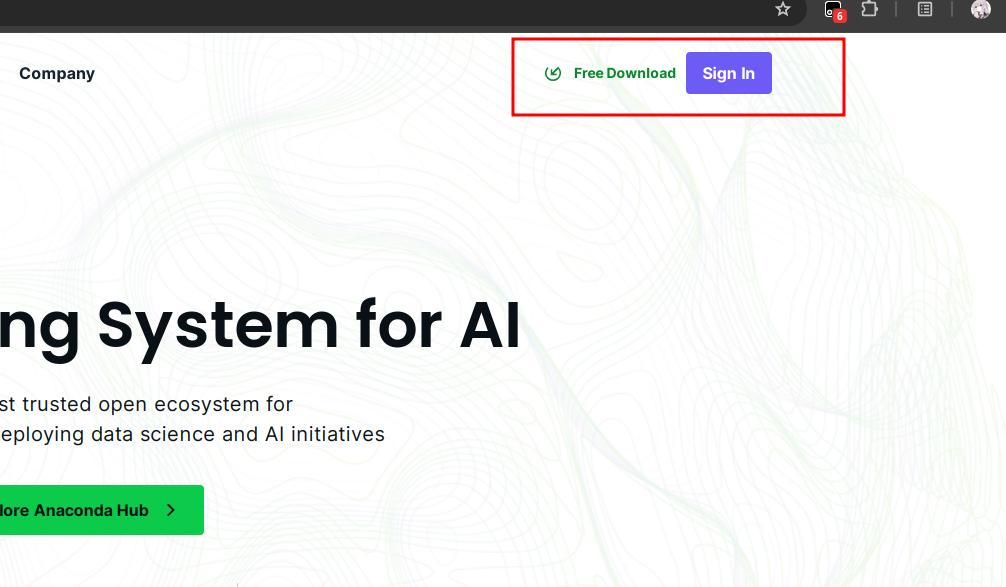 6
Company
Free Download
Sign In
ng System for AI
st trusted open ecosystem for
eploying data science and AI initiatives
lore Anaconda Hub